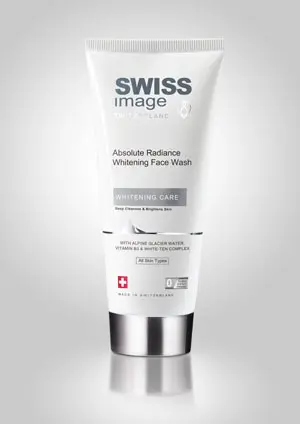 SWISS
image
Absolute Radiance
Whitening Face Wash
WHITENING CARE
Deep Cleanses & Brightens Skin
WITH ALPINE GLACIER WATER,
VITAMIN B3 & WHITE-TEN COMPLEX
All Skin Types
0
MADE IN SWITZERLAND